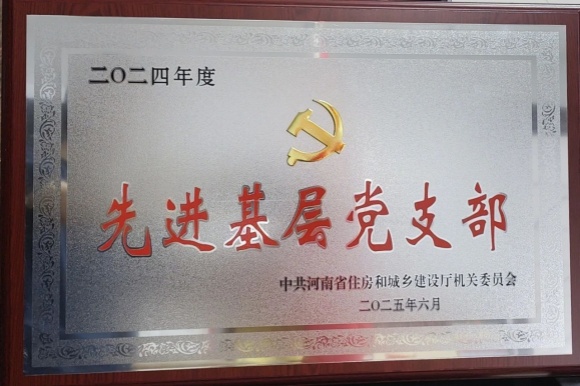 二〇二四年度
先进基层党支部
中共河南省住房和城乡建设厅机关委员会
二〇二五年六月